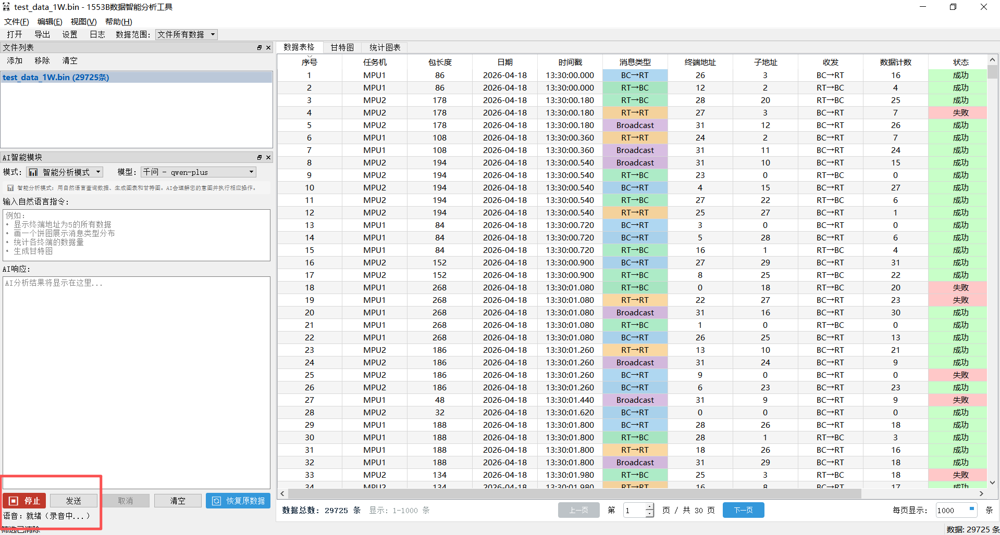 test_data_1W.bin - 1553B数据智能分析工具
文件(F) 编辑(E) 视图(V) 帮助(H)
打开 导出 设置 日志 数据范围: 文件所有数据
文件列表
添加 移除 清空
test_data_1W.bin (29725条)
AI智能模块
模式: 智能分析模式 模型: 千问 - qwen-plus
智能分析模式: 用自然语言查询数据、生成图表和甘特图。AI会理解您的意图并执行相应操作。
输入自然语言指令:
例如:
• 显示终端地址为5的所有数据
• 画一个饼图展示消息类型分布
• 统计各终端的数据量
• 生成甘特图
AI响应:
AI分析结果将显示在这里...
停止 发送 取消 清空 恢复原数据
语音: 就绪 (录音中...)
筛选已清除
数据表格 甘特图 统计图表
序号 任务机 包长度 日期 时间戳 消息类型 终端地址 子地址 收发 数据计数 状态
1 MPU1 86 2026-04-18 13:30:00.000 BC→RT 26 3 BC→RT 16 成功
2 MPU1 86 2026-04-18 13:30:00.000 RT→BC 12 2 RT→BC 4 成功
3 MPU2 178 2026-04-18 13:30:00.180 RT→BC 28 20 RT→BC 25 成功
4 MPU2 178 2026-04-18 13:30:00.180 RT→RT 27 3 BC→RT 7 失败
5 MPU2 178 2026-04-18 13:30:00.180 Broadcast 31 12 BC→RT 26 成功
6 MPU1 108 2026-04-18 13:30:00.360 RT→RT 24 2 BC→RT 7 成功
7 MPU1 108 2026-04-18 13:30:00.360 Broadcast 31 11 BC→RT 24 成功
8 MPU2 194 2026-04-18 13:30:00.540 Broadcast 31 10 BC→RT 15 成功
9 MPU2 194 2026-04-18 13:30:00.540 RT→BC 23 0 RT→BC 0 成功
10 MPU2 194 2026-04-18 13:30:00.540 BC→RT 4 15 BC→RT 27 成功
11 MPU2 194 2026-04-18 13:30:00.540 RT→BC 27 22 RT→BC 6 成功
12 MPU2 194 2026-04-18 13:30:00.540 RT→RT 25 27 BC→RT 1 成功
13 MPU1 84 2026-04-18 13:30:00.720 BC→RT 3 0 BC→RT 0 成功
14 MPU1 84 2026-04-18 13:30:00.720 BC→RT 5 28 BC→RT 6 成功
15 MPU1 84 2026-04-18 13:30:00.720 RT→BC 16 1 RT→BC 4 成功
16 MPU2 152 2026-04-18 13:30:00.900 BC→RT 27 29 BC→RT 31 成功
17 MPU2 152 2026-04-18 13:30:00.900 RT→BC 8 25 RT→BC 22 成功
18 MPU1 268 2026-04-18 13:30:01.080 RT→BC 0 18 RT→BC 20 失败
19 MPU1 268 2026-04-18 13:30:01.080 RT→RT 22 27 BC→RT 23 失败
20 MPU1 268 2026-04-18 13:30:01.080 Broadcast 31 16 BC→RT 30 成功
21 MPU1 268 2026-04-18 13:30:01.080 RT→BC 1 0 RT→BC 0 成功
22 MPU1 268 2026-04-18 13:30:01.080 BC→RT 26 25 BC→RT 13 成功
23 MPU2 186 2026-04-18 13:30:01.260 RT→RT 13 10 BC→RT 21 成功
24 MPU2 186 2026-04-18 13:30:01.260 Broadcast 31 24 BC→RT 9 成功
25 MPU2 186 2026-04-18 13:30:01.260 BC→RT 9 0 BC→RT 0 失败
26 MPU2 186 2026-04-18 13:30:01.260 BC→RT 6 23 BC→RT 23 成功
27 MPU1 48 2026-04-18 13:30:01.440 Broadcast 31 9 BC→RT 9 失败
28 MPU2 32 2026-04-18 13:30:01.620 BC→RT 0 0 BC→RT 0 成功
29 MPU1 188 2026-04-18 13:30:01.800 BC→RT 28 26 BC→RT 18 成功
30 MPU1 188 2026-04-18 13:30:01.800 RT→BC 28 1 RT→BC 3 成功
31 MPU1 188 2026-04-18 13:30:01.800 RT→RT 18 26 BC→RT 16 成功
32 MPU1 188 2026-04-18 13:30:01.800 Broadcast 31 29 BC→RT 18 成功
33 MPU2 134 2026-04-18 13:30:01.980 RT→BC 25 3 RT→BC 18 失败
34 MPU2 134 2026-04-18 13:30:01.980 RT→RT 16 8 BC→RT 17 成功
数据总数: 29725 条 显示: 1-1000 条 上一页 第 1 页 / 共 30 页 下一页 每页显示: 1000 条
数据: 29725 条